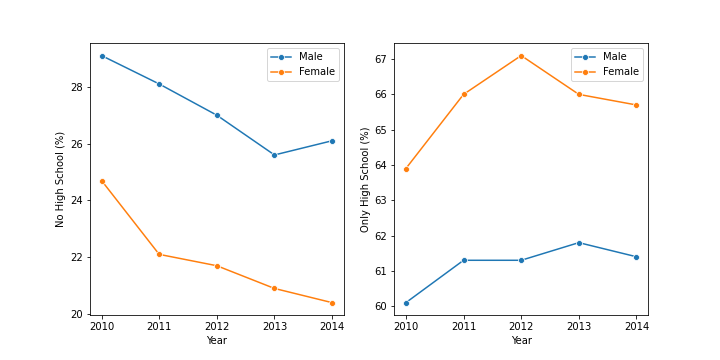 No High School (%)
28
26
24
22
20
2010 2011 2012 2013 2014
Year
Male
Female
Only High School (%)
67
66
65
64
63
62
61
60
2010 2011 2012 2013 2014
Year
Male
Female